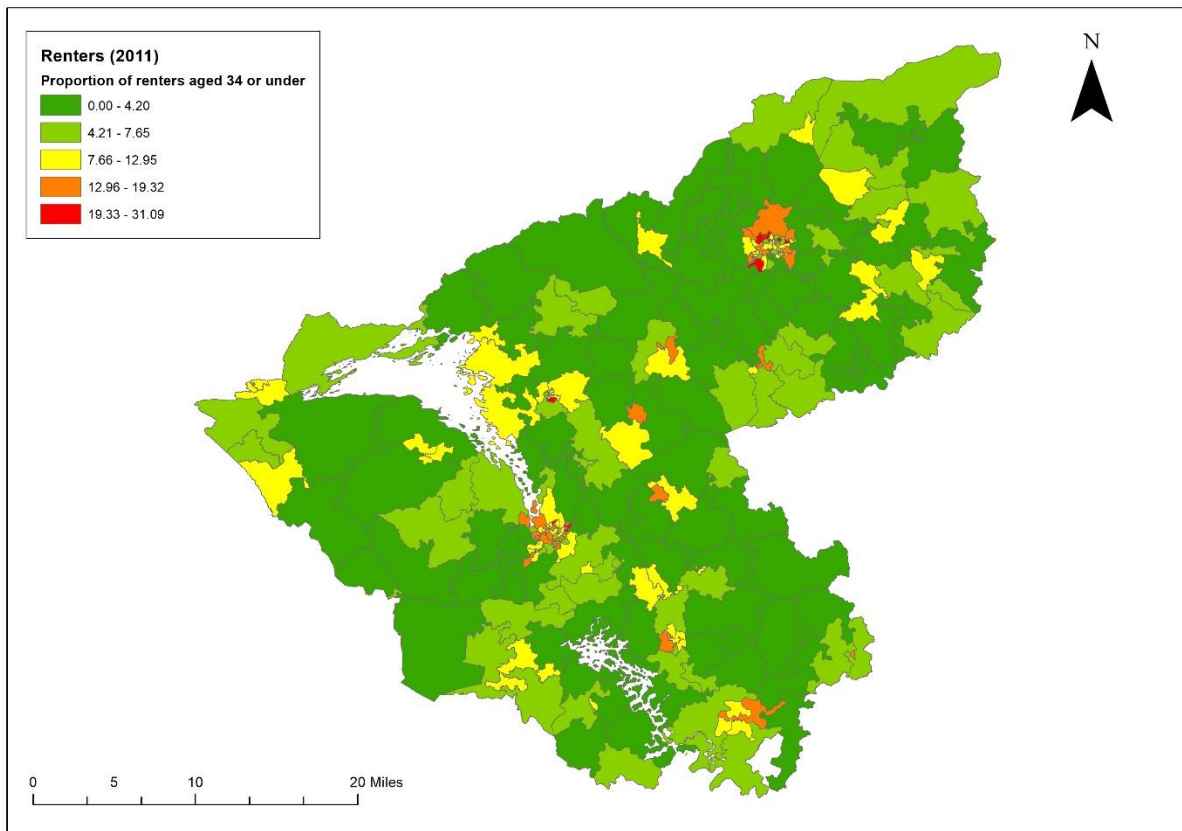 Renters (2011)
Proportion of renters aged 34 or under
0.00 - 4.20
4.21 - 7.65
7.66 - 12.95
12.96 - 19.32
19.33 - 31.09
N
0 5 10 20 Miles